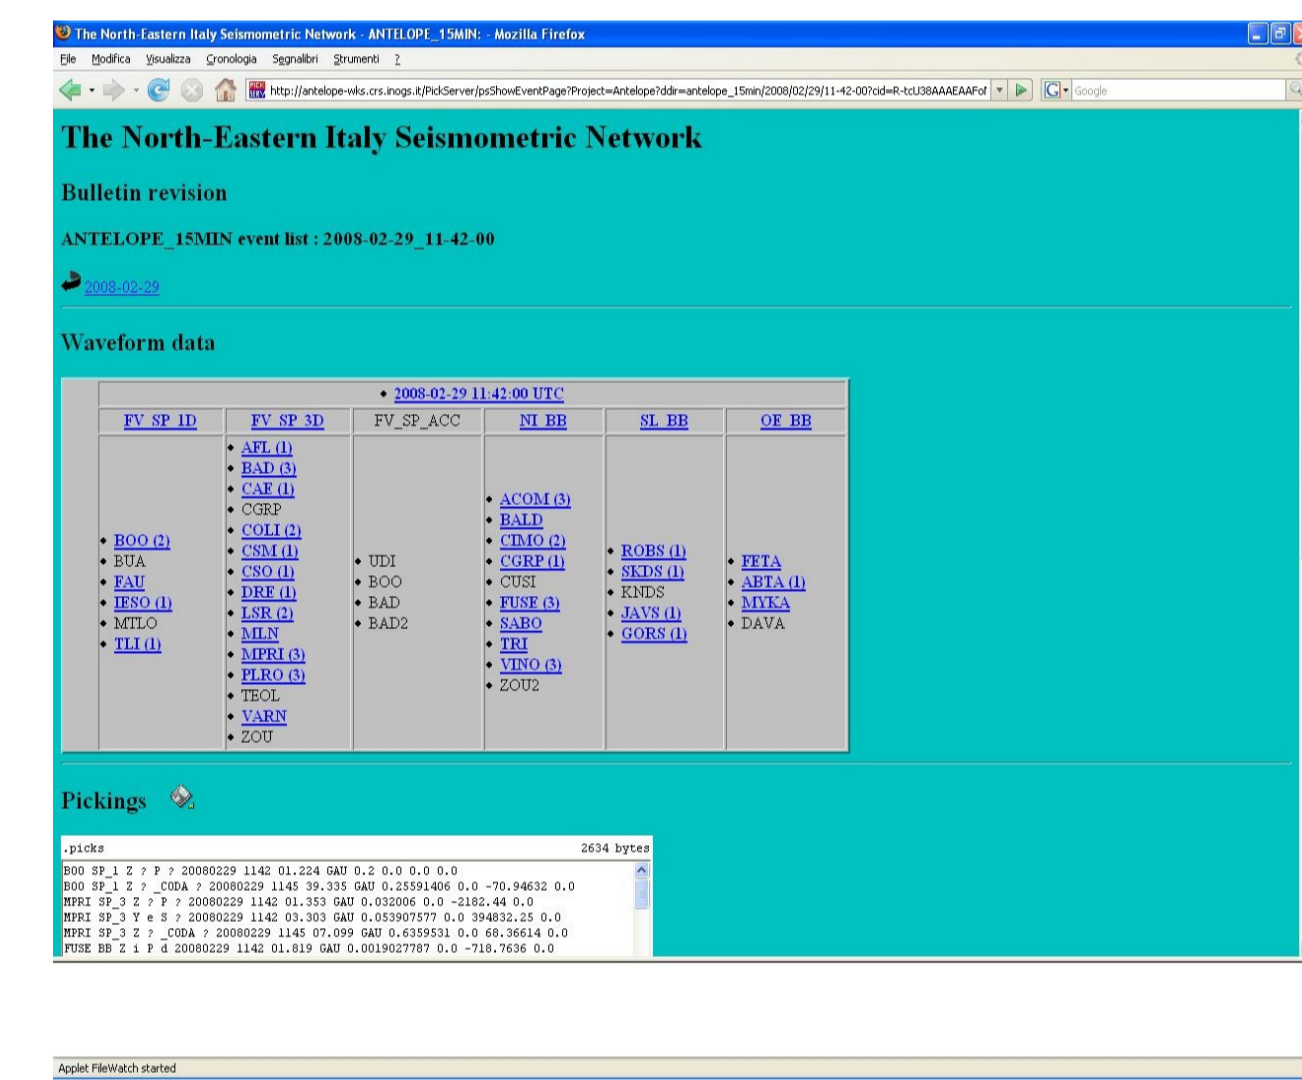 The North-Eastern Italy Seismometric Network - ANTELOPE_15MIN: - Mozilla Firefox
File Modifica Visualizza Cronologia Segnalibri Strumenti ?
http://antelope-wks.crs.inogs.it/PickServer/psShowEventPage?Project=Antelope?ddir=antelope_15min/2008/02/29/11-42-00?cid=R-tcU38AAAEAAFof
Google
The North-Eastern Italy Seismometric Network
Bulletin revision
ANTELOPE_15MIN event list : 2008-02-29_11-42-00
2008-02-29
Waveform data
2008-02-29 11:42:00 UTC
FV_SP_1D FV_SP_3D FV_SP_ACC NI_BB SL_BB OE_BB
BOO (2)
BUA
FAU
IESO (1)
MTLO
TLI (1)
AFL (1)
BAD (3)
CAE (1)
CGRP
COLI (2)
CSM (1)
CSO (1)
DRE (1)
LSR (2)
MLN
MPRI (3)
PLRO (3)
TEOL
VARN
ZOU
UDI
BOO
BAD
BAD2
ACOM (3)
BALD
CIMO (2)
CGRP (1)
CUSI
FUSE (3)
SABO
TRI
VINO (3)
ZOU2
ROBS (1)
SKDS (1)
KNDS
JAVS (1)
GORS (1)
FETA
ABTA (1)
MYKA
DAVA
Pickings
.picks 2634 bytes
BOO SP_1 Z ? P ? 20080229 1142 01.224 GAU 0.2 0.0 0.0 0.0
BOO SP_1 Z ? _CODA ? 20080229 1145 39.335 GAU 0.25591406 0.0 -70.94632 0.0
MPRI SP_3 Z ? P ? 20080229 1142 01.353 GAU 0.032006 0.0 -2182.44 0.0
MPRI SP_3 Y e S ? 20080229 1142 03.303 GAU 0.053907577 0.0 394832.25 0.0
MPRI SP_3 Z ? _CODA ? 20080229 1145 07.099 GAU 0.6359531 0.0 68.36614 0.0
FUSE BB Z i P d 20080229 1142 01.819 GAU 0.0019027787 0.0 -718.7636 0.0
Applet FileWatch started